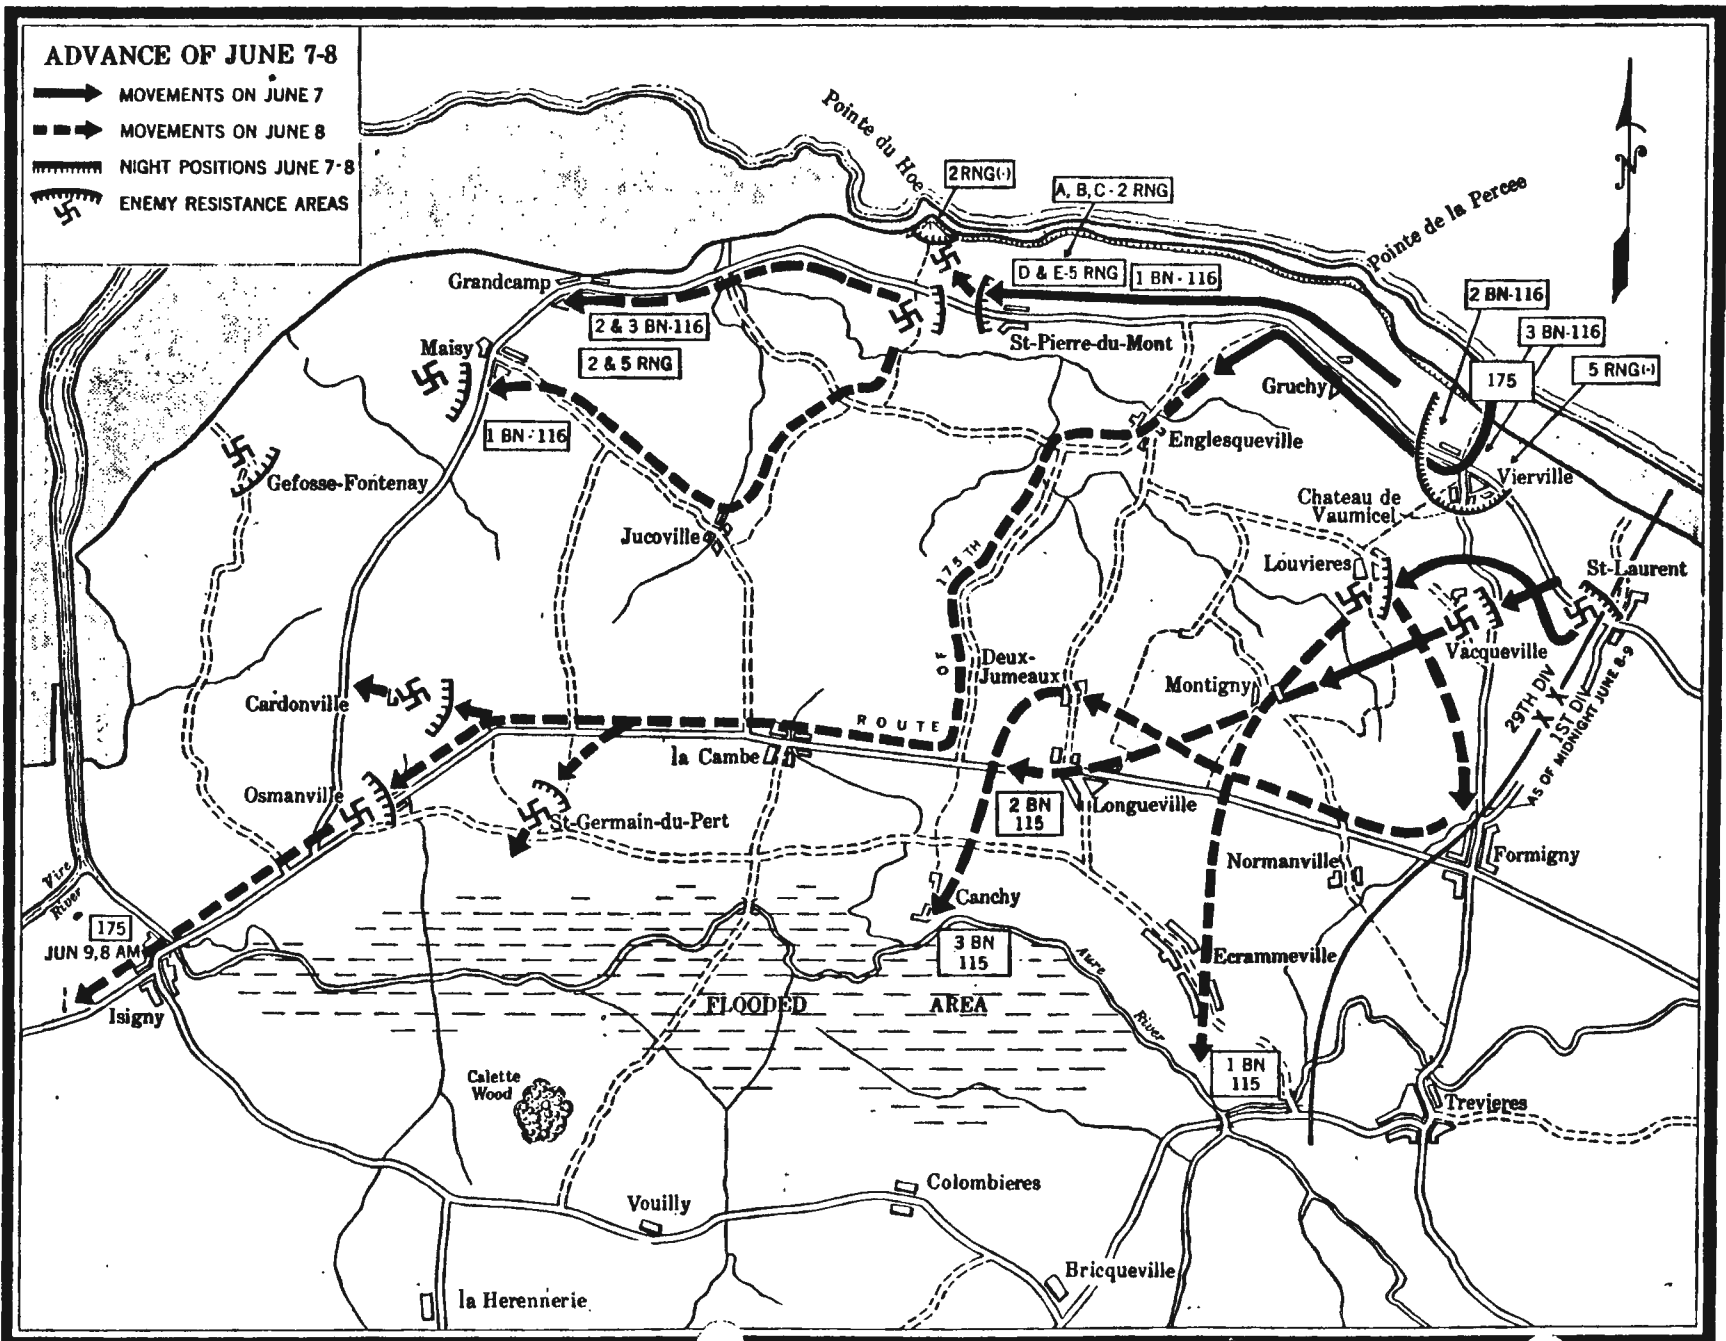 ADVANCE OF JUNE 7-8
MOVEMENTS ON JUNE 7
MOVEMENTS ON JUNE 8
NIGHT POSITIONS JUNE 7-8
ENEMY RESISTANCE AREAS
N
Pointe du Hoe
Pointe de la Percee
2 RNG(-)
A, B, C - 2 RNG
D & E-5 RNG
1 BN - 116
2 BN-116
3 BN-116
175
5 RNG(-)
Grandcamp
2 & 3 BN-116
2 & 5 RNG
St-Pierre-du-Mont
Maisy
1 BN - 116
Gruchy
Englesqueville
Vierville
Gefosse-Fontenay
Chateau de
Vaumicel
Jucoville
Louvieres
St-Laurent
ROUTE OF 175TH
Deux-
Jumeaux
Vacqueville
Montigny
29TH DIV
X X
1ST DIV
AS OF MIDNIGHT JUNE 8-9
Cardonville
la Cambe
Osmanville
St-Germain-du-Pert
2 BN
115
Longueville
Normanville
Formigny
Vire
River
Canchy
175
JUN 9, 8 AM
3 BN
115
Aure
River
Ecrammeville
Isigny
FLOODED AREA
1 BN
115
Calette
Wood
Trevieres
Vouilly
Colombieres
Bricqueville
la Herennerie